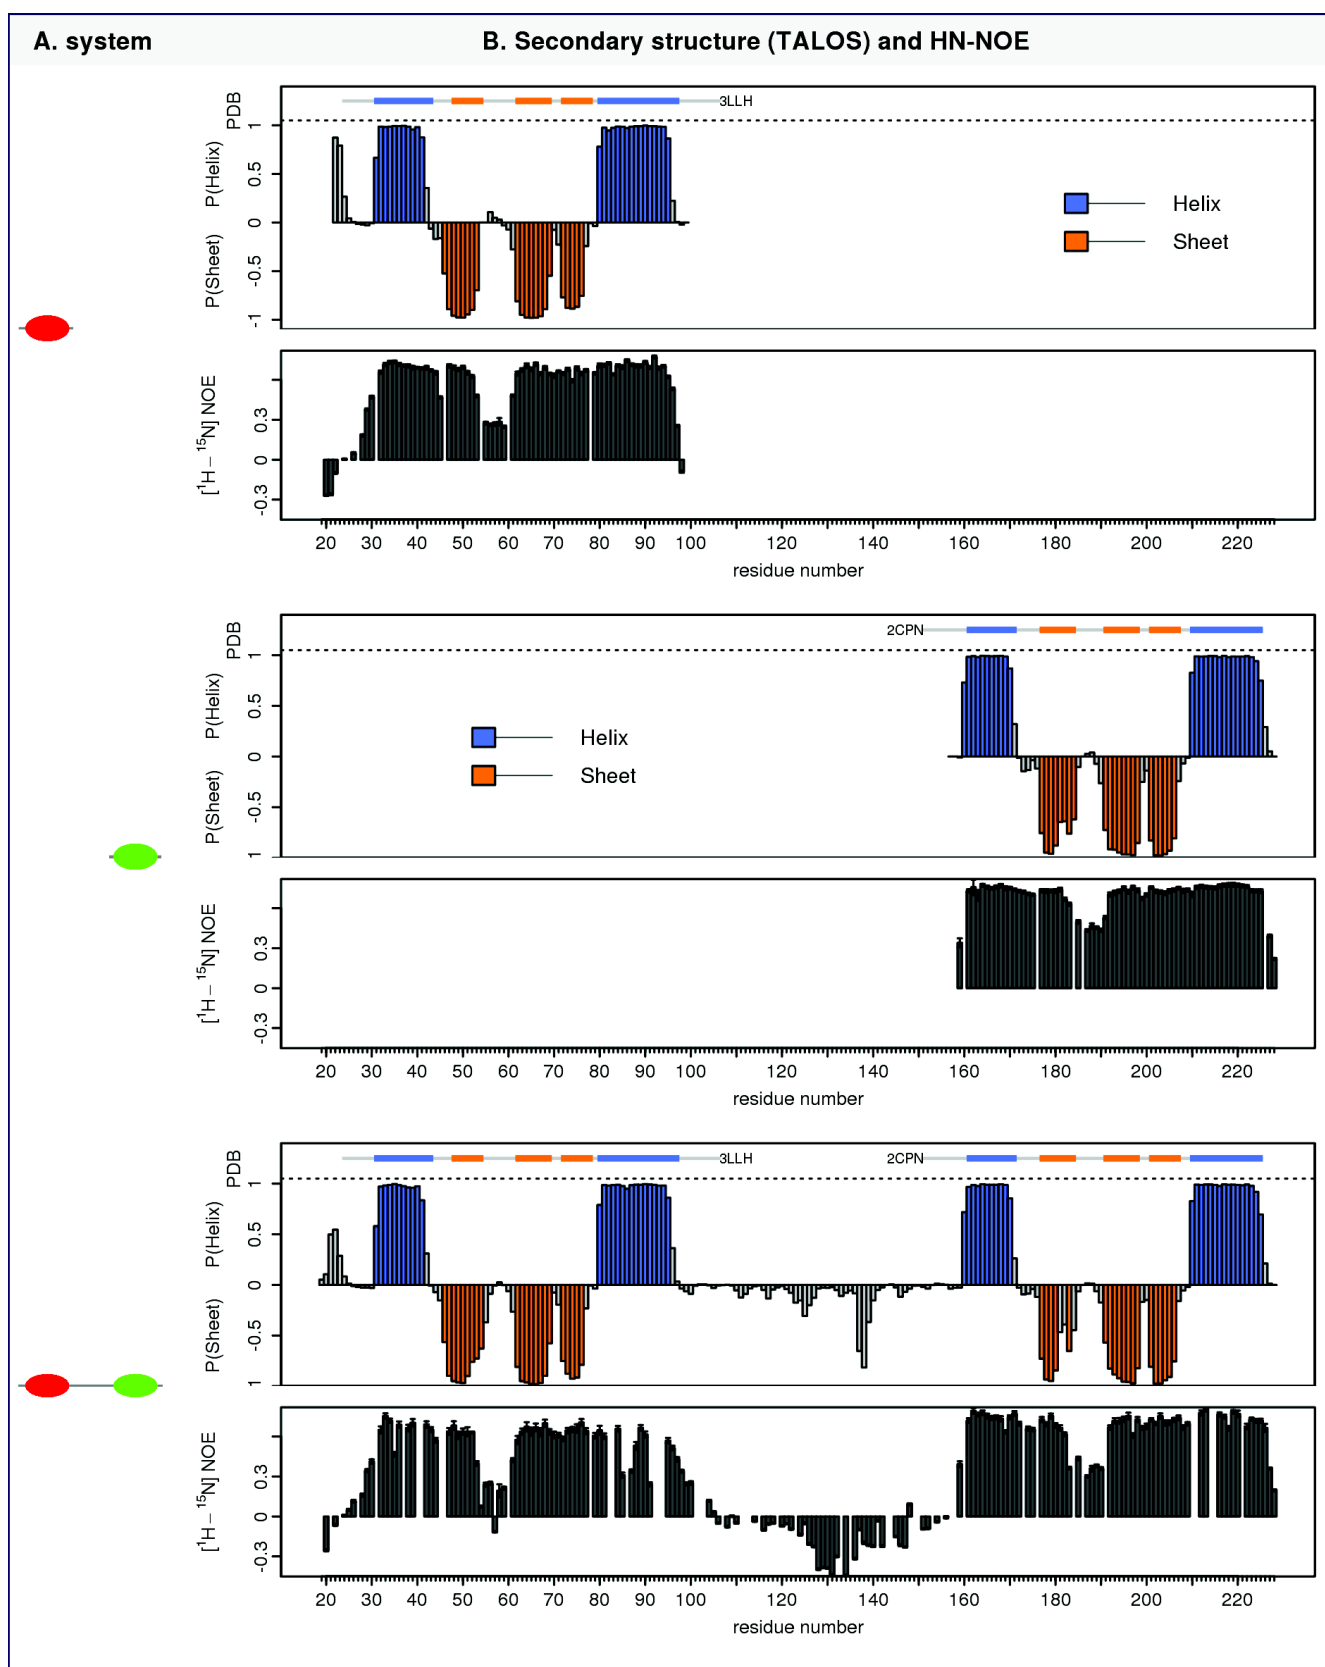 A. system
B. Secondary structure (TALOS) and HN-NOE
PDB
3LLH
P(Helix)
P(Sheet)
1
0.5
0
-0.5
-1
Helix
Sheet
[¹H – ¹⁵N] NOE
0.3
0
-0.3
20 30 40 50 60 70 80 90 100 120 140 160 180 200 220
residue number
PDB
2CPN
P(Helix)
P(Sheet)
1
0.5
0
-0.5
1
Helix
Sheet
[¹H – ¹⁵N] NOE
0.3
0
-0.3
20 30 40 50 60 70 80 90 100 120 140 160 180 200 220
residue number
PDB
3LLH 2CPN
P(Helix)
P(Sheet)
1
0.5
0
-0.5
1
[¹H – ¹⁵N] NOE
0.3
0
-0.3
20 30 40 50 60 70 80 90 100 120 140 160 180 200 220
residue number